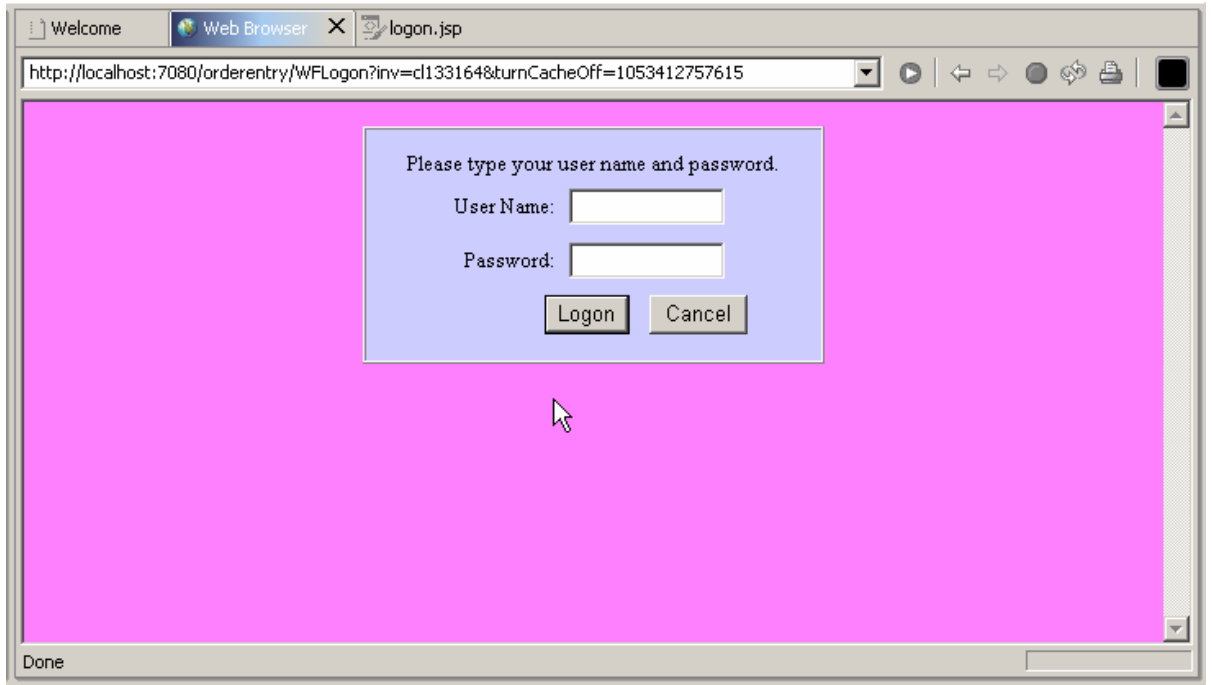 Welcome Web Browser logon.jsp
http://localhost:7080/orderentry/WFLogon?inv=cl133164&turnCacheOff=1053412757615
Please type your user name and password.
User Name:
Password:
Logon Cancel
Done